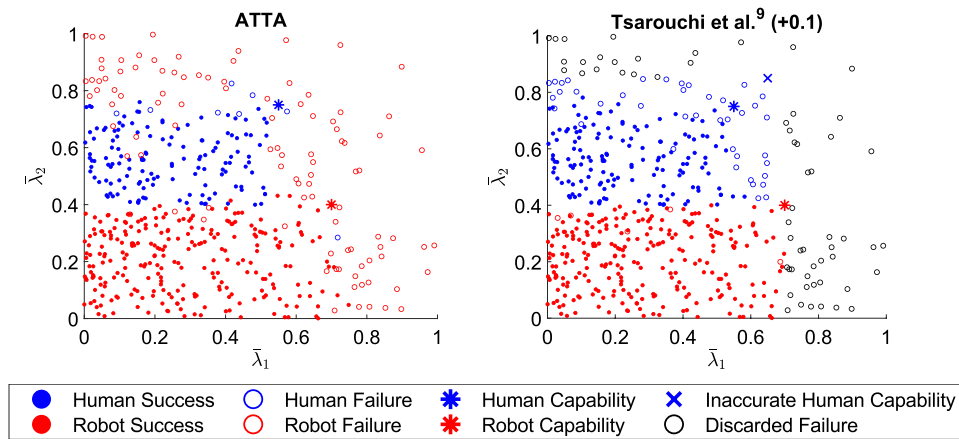 ATTA
1
0.8
0.6
0.4
0.2
0
λ̄₂
0 0.2 0.4 0.6 0.8 1
λ̄₁
Tsarouchi et al.⁹ (+0.1)
1
0.8
0.6
0.4
0.2
0
λ̄₂
0 0.2 0.4 0.6 0.8 1
λ̄₁
Human Success Human Failure Human Capability Inaccurate Human Capability
Robot Success Robot Failure Robot Capability Discarded Failure